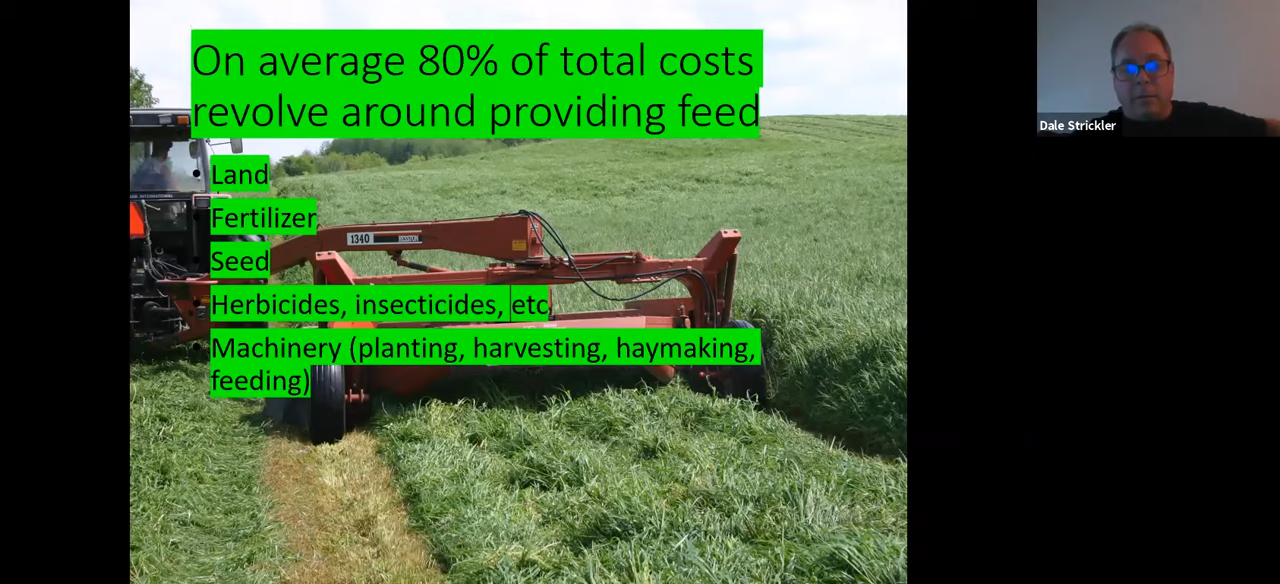 On average 80% of total costs
revolve around providing feed
• Land
• Fertilizer
• Seed
• Herbicides, insecticides, etc
• Machinery (planting, harvesting, haymaking,
feeding)
1340 HESSTON
Dale Strickler